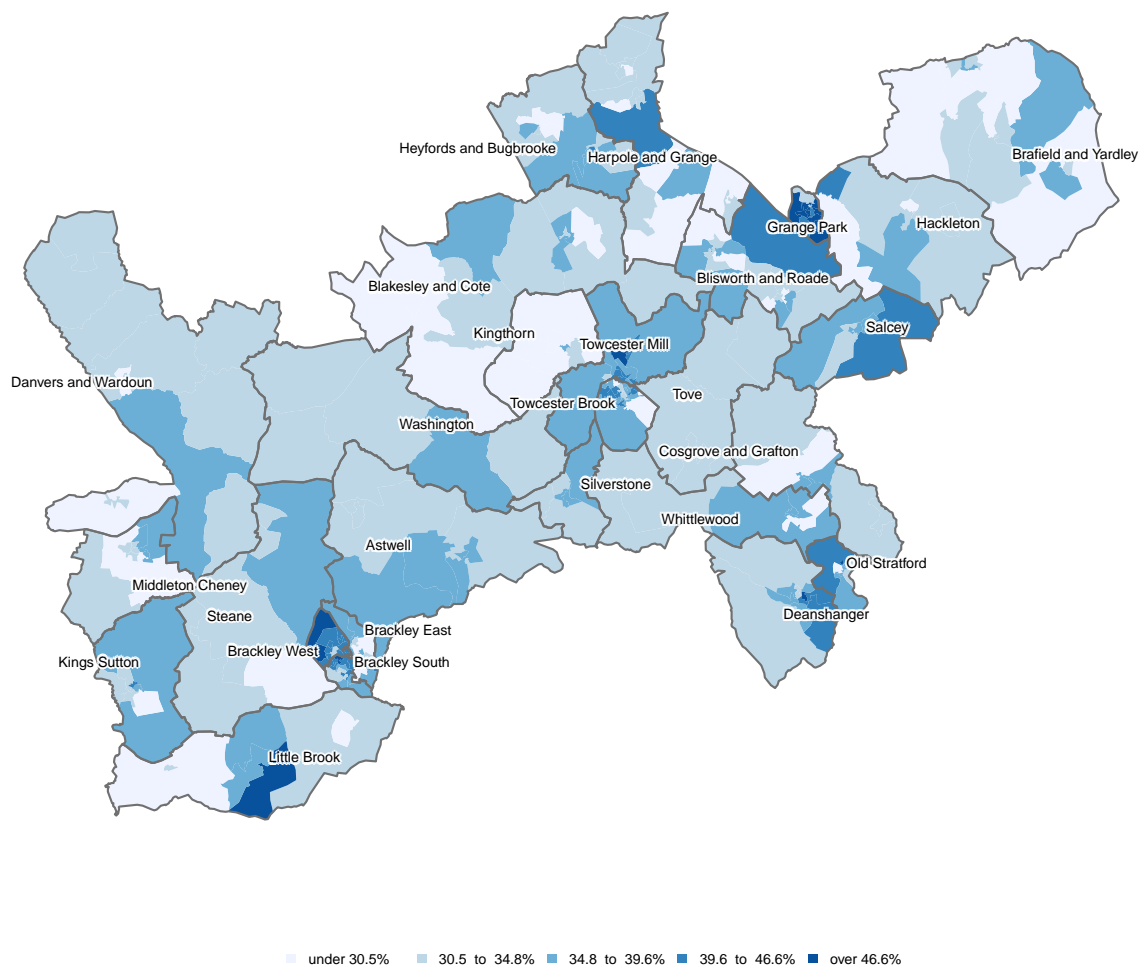 Heyfords and Bugbrooke
Harpole and Grange
Brafield and Yardley
Grange Park
Hackleton
Blakesley and Cote
Blisworth and Roade
Kingthorn
Towcester Mill
Salcey
Danvers and Wardoun
Towcester Brook
Tove
Washington
Cosgrove and Grafton
Silverstone
Whittlewood
Astwell
Old Stratford
Middleton Cheney
Steane
Deanshanger
Brackley East
Brackley West
Kings Sutton
Brackley South
Little Brook
under 30.5% 30.5 to 34.8% 34.8 to 39.6% 39.6 to 46.6% over 46.6%